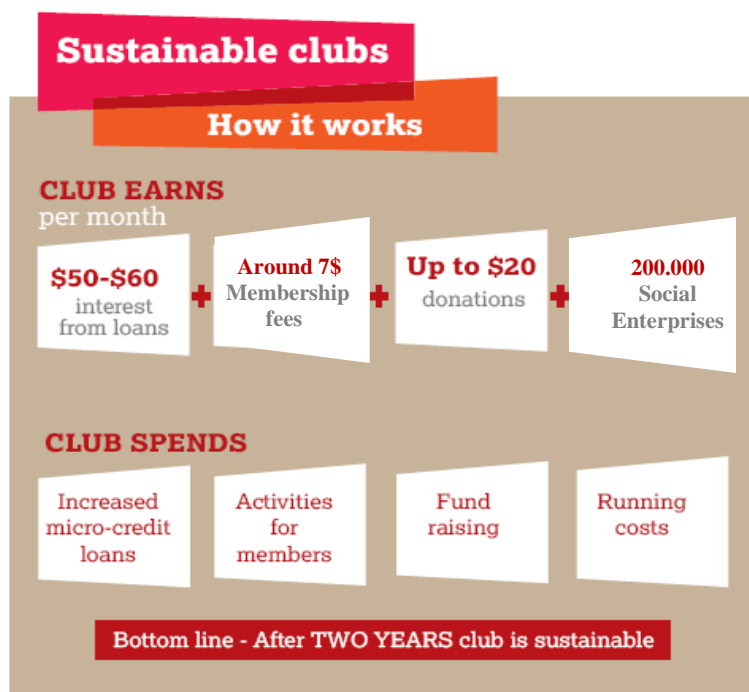 Sustainable clubs
How it works
CLUB EARNS
per month
$50-$60
interest
from loans
+
Around 7$
Membership
fees
+
Up to $20
donations
+
200.000
Social
Enterprises
CLUB SPENDS
Increased
micro-credit
loans
Activities
for
members
Fund
raising
Running
costs
Bottom line - After TWO YEARS club is sustainable